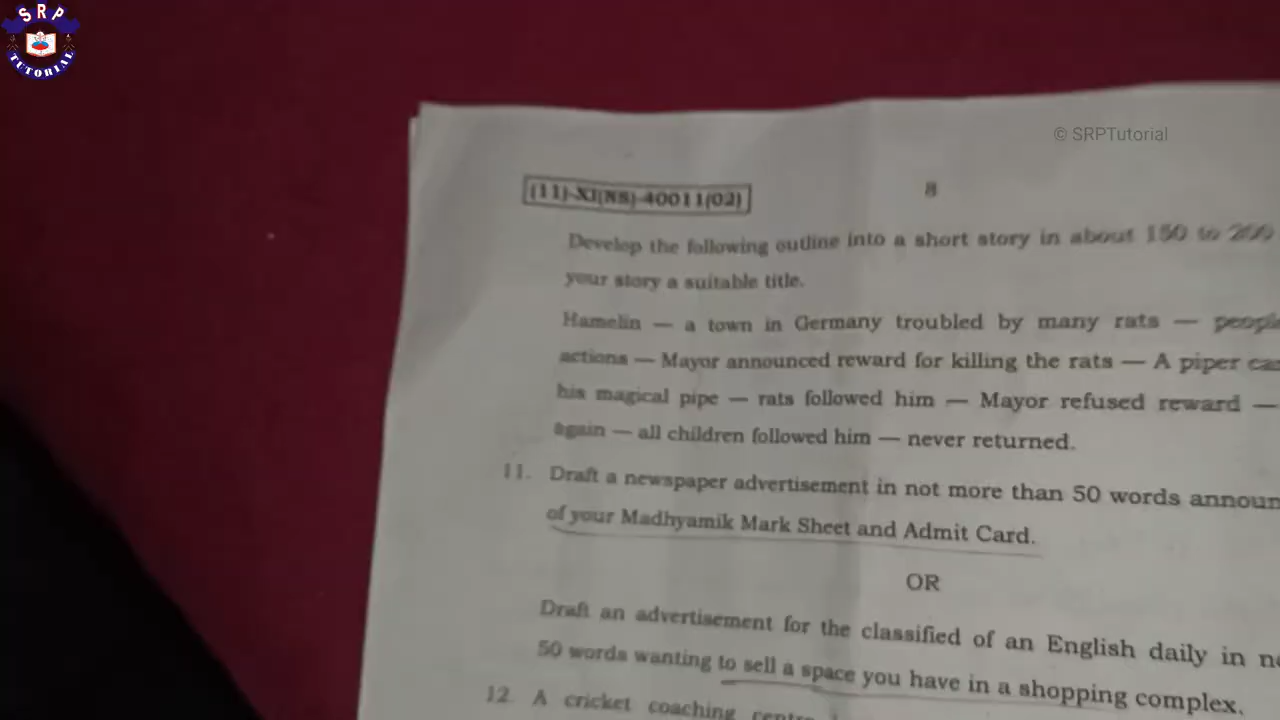 SRP
TUTORIAL
© SRPTutorial
(11)-XI(NS)-40011(02)
8
Develop the following outline into a short story in about 150 to 200
your story a suitable title.
Hamelin — a town in Germany troubled by many rats —
actions — Mayor announced reward for killing the rats — A piper
his magical pipe — rats followed him — Mayor refused reward —
again — all children followed him — never returned.
11. Draft a newspaper advertisement in not more than 50 words
of your Madhyamik Mark Sheet and Admit Card.
OR
Draft an advertisement for the classified of an English daily in
50 words wanting to sell a space you have in a shopping complex.
12. A cricket coaching